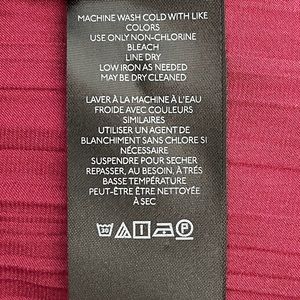 MACHINE WASH COLD WITH LIKE
COLORS
USE ONLY NON-CHLORINE
BLEACH
LINE DRY
LOW IRON AS NEEDED
MAY BE DRY CLEANED
LAVER À LA MACHINE À L'EAU
FROIDE AVEC COULEURS
SIMILAIRES
UTILISER UN AGENT DE
BLANCHIMENT SANS CHLORE SI
NÉCESSAIRE
SUSPENDRE POUR SECHER
REPASSER, AU BESOIN, À TRÈS
BASSE TEMPÉRATURE
PEUT-ÊTRE ÊTRE NETTOYÉE
À SEC
30 P